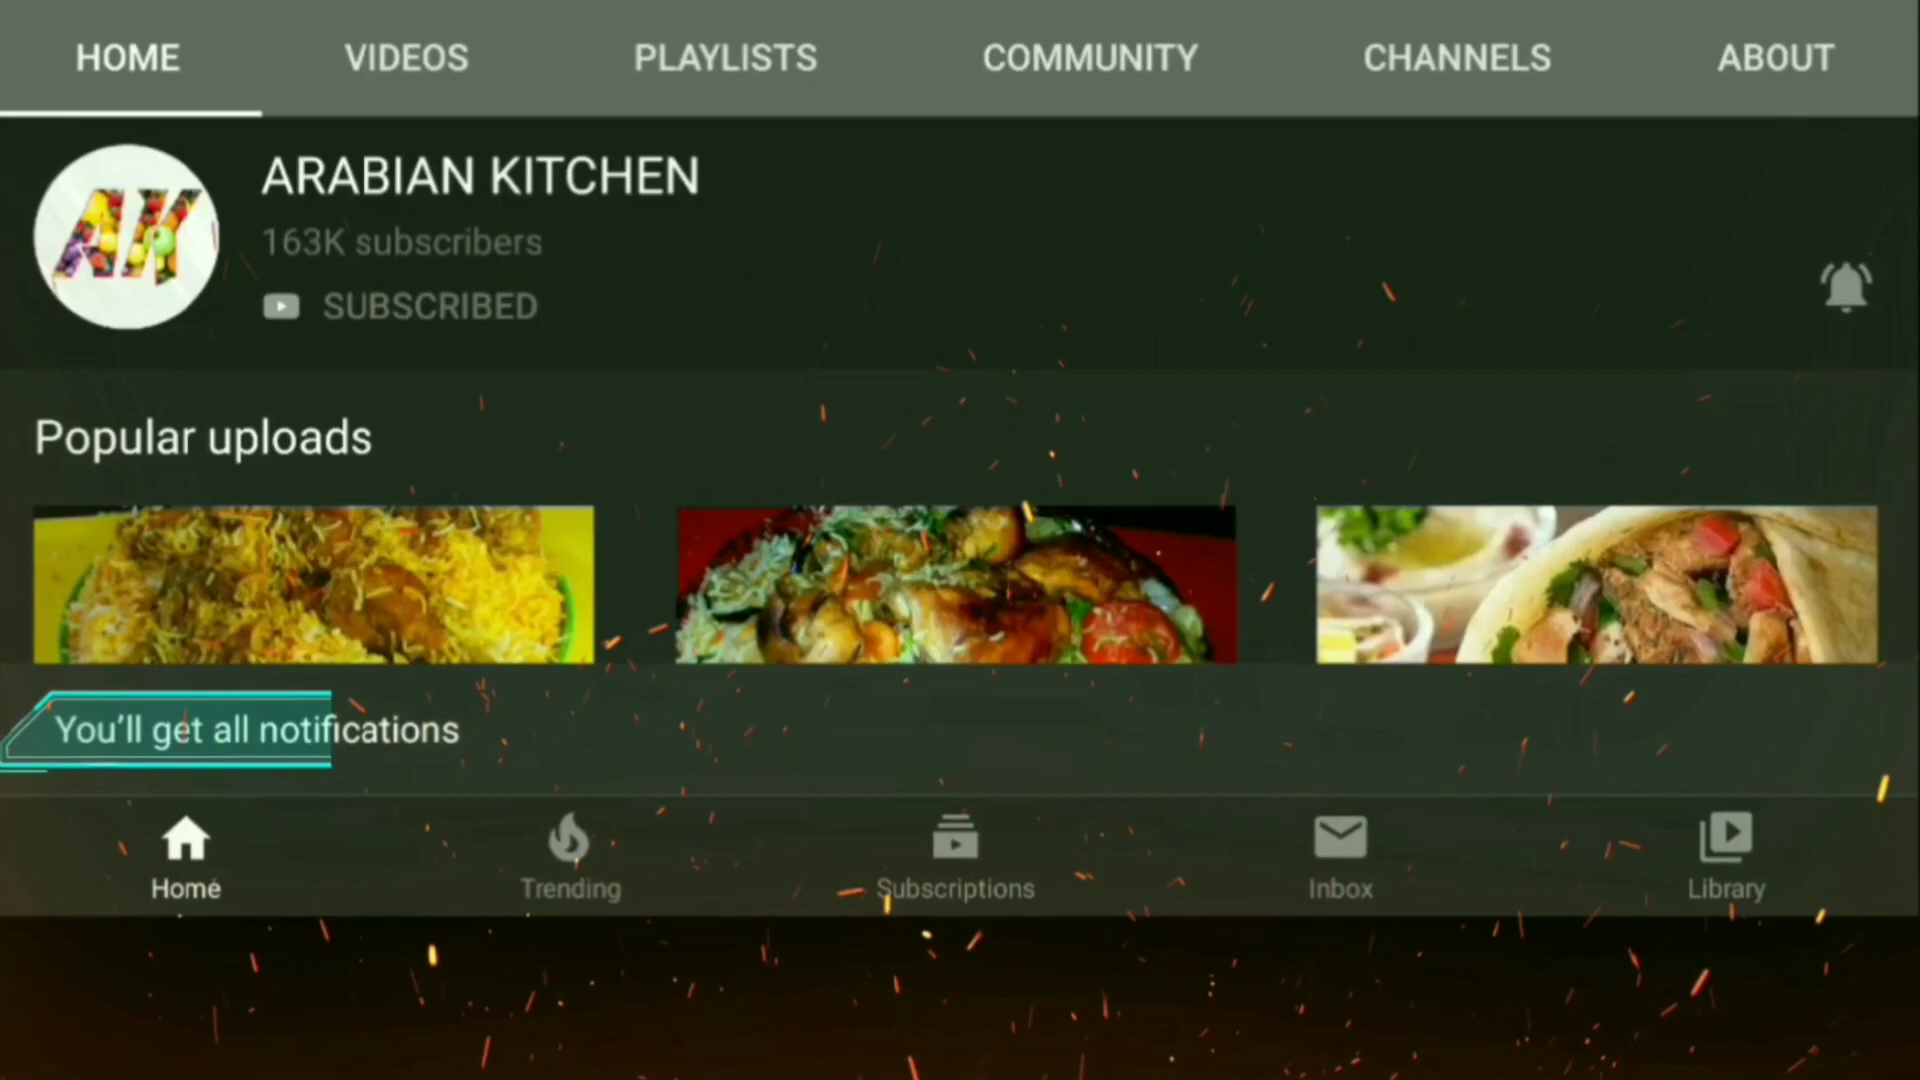 HOME VIDEOS PLAYLISTS COMMUNITY CHANNELS ABOUT
AK
ARABIAN KITCHEN
163K subscribers
SUBSCRIBED
Popular uploads
You’ll get all notifications
Home Trending Subscriptions Inbox Library